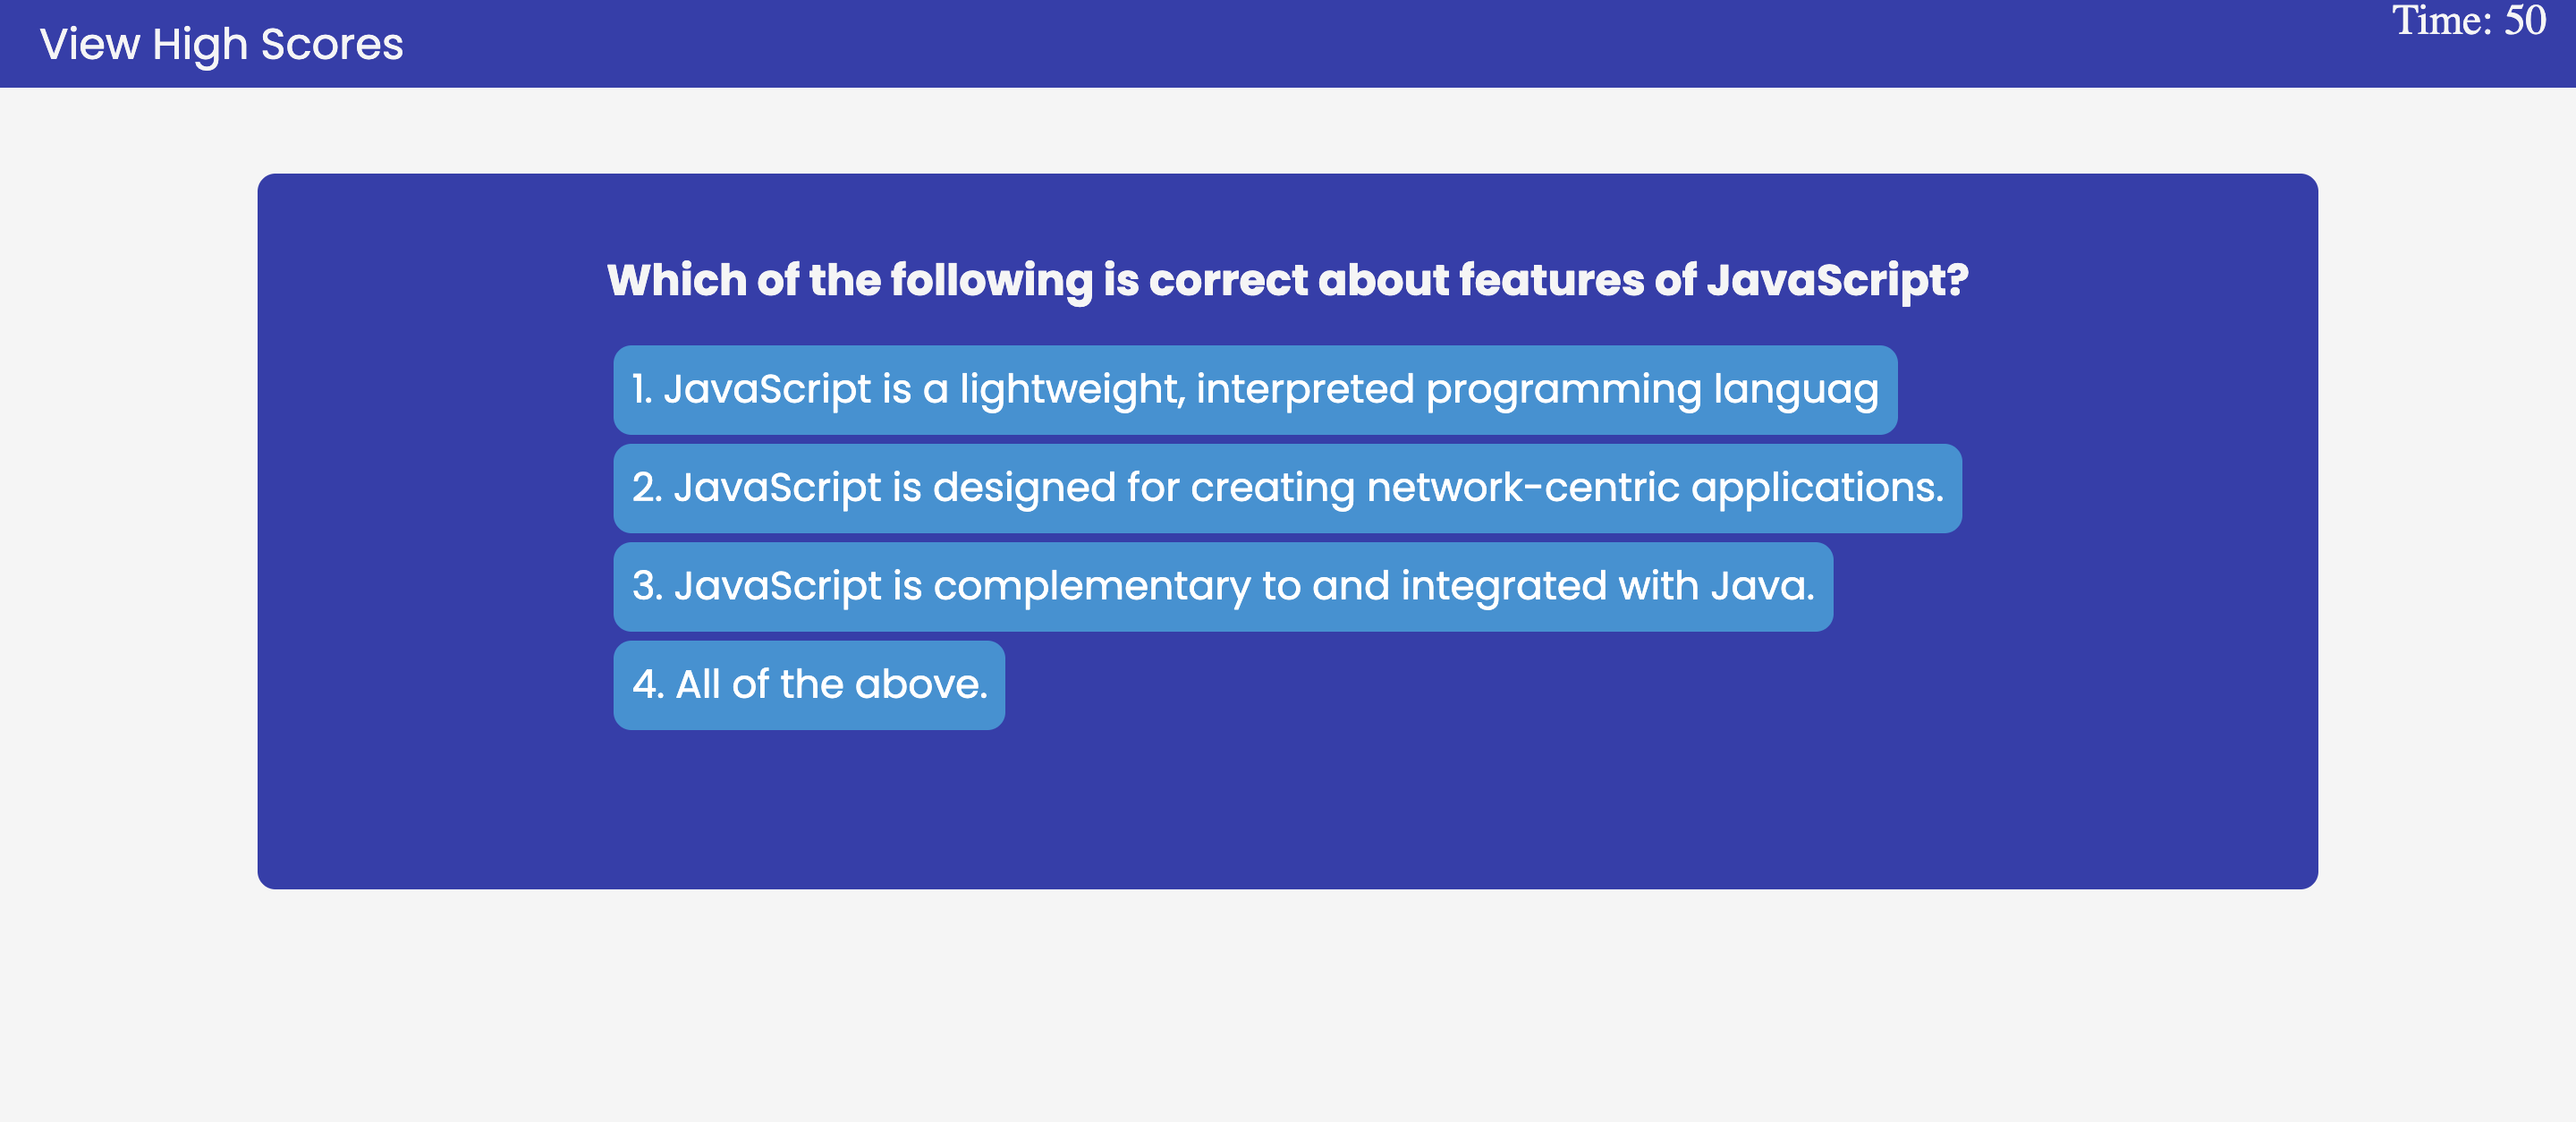 View High Scores
Time: 50
Which of the following is correct about features of JavaScript?
1. JavaScript is a lightweight, interpreted programming languag
2. JavaScript is designed for creating network-centric applications.
3. JavaScript is complementary to and integrated with Java.
4. All of the above.